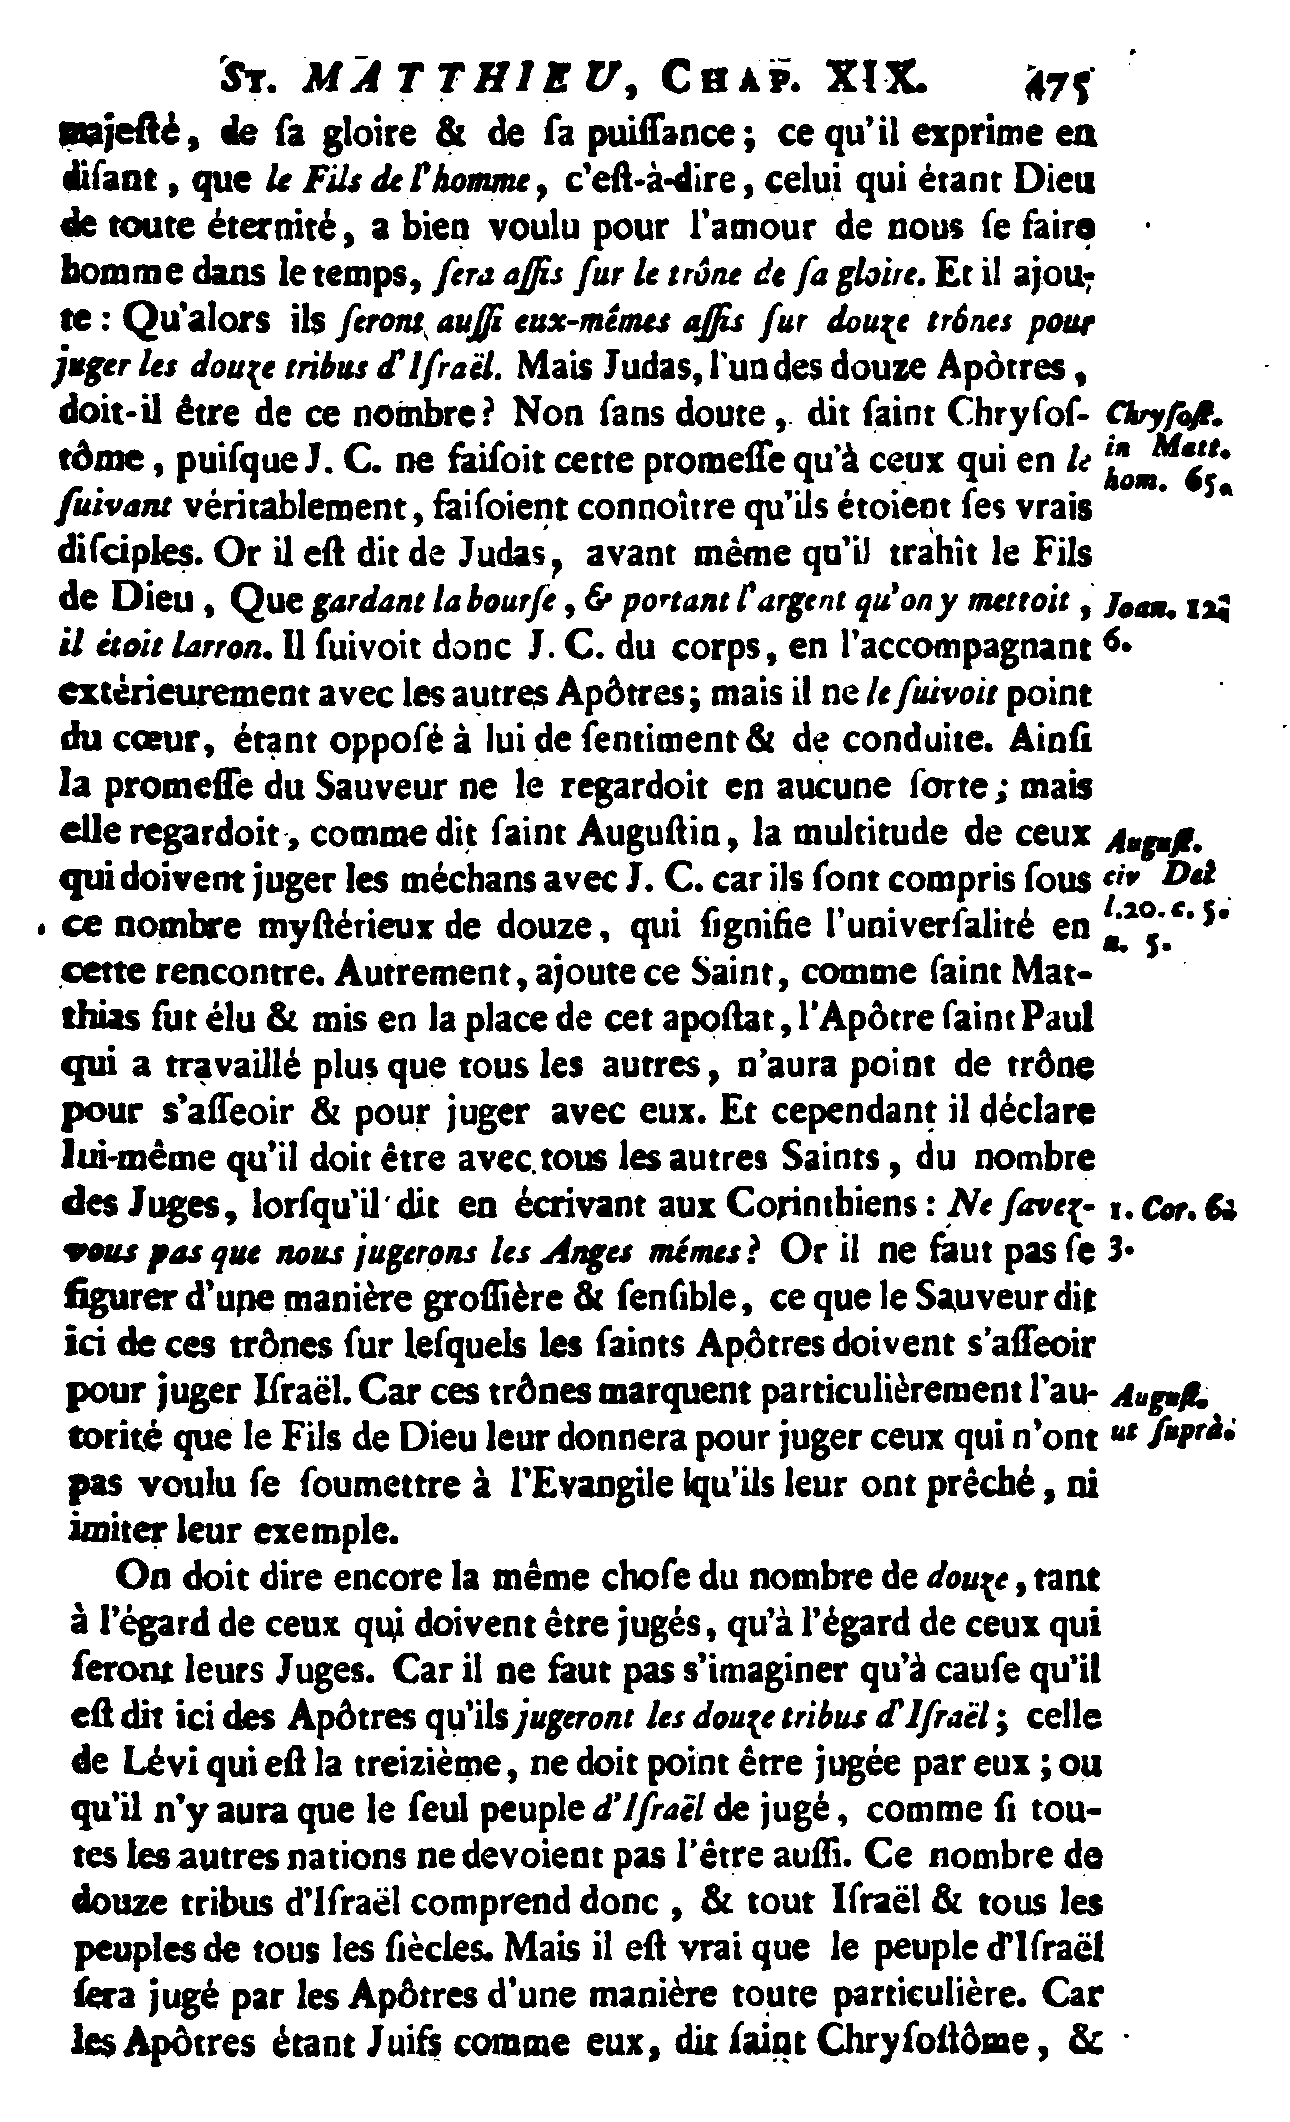 ST. MATTHIEU, CHAP. XIX. 475
majeſté, de ſa gloire & de ſa puiſſance; ce qu'il exprime en
diſant, que le Fils de l'homme, c'eſt-à-dire, celui qui étant Dieu
de toute éternité, a bien voulu pour l'amour de nous ſe faire
homme dans le temps, ſera aſſis ſur le trône de ſa gloire. Et il ajou-
te : Qu'alors ils ſeront auſſi eux-mêmes aſſis ſur douze trônes pour
juger les douze tribus d'Iſraël. Mais Judas, l'un des douze Apôtres,
doit-il être de ce nombre? Non ſans doute, dit ſaint Chryſoſ-
tôme, puiſque J. C. ne faiſoit cette promeſſe qu'à ceux qui en le
ſuivant véritablement, faiſoient connoître qu'ils étoient ſes vrais
diſciples. Or il eſt dit de Judas, avant même qu'il trahît le Fils
de Dieu, Que gardant la bourſe, & portant l'argent qu'on y mettoit,
il étoit larron. Il ſuivoit donc J. C. du corps, en l'accompagnant
extérieurement avec les autres Apôtres; mais il ne le ſuivoit point
du cœur, étant oppoſé à lui de ſentiment & de conduite. Ainſi
la promeſſe du Sauveur ne le regardoit en aucune ſorte; mais
elle regardoit, comme dit ſaint Auguſtin, la multitude de ceux
qui doivent juger les méchans avec J. C. car ils ſont compris ſous
ce nombre myſtérieux de douze, qui ſignifie l'univerſalité en
cette rencontre. Autrement, ajoute ce Saint, comme ſaint Mat-
thias fut élu & mis en la place de cet apoſtat, l'Apôtre ſaint Paul
qui a travaillé plus que tous les autres, n'aura point de trône
pour s'aſſeoir & pour juger avec eux. Et cependant il déclare
lui-même qu'il doit être avec tous les autres Saints, du nombre
des Juges, lorſqu'il dit en écrivant aux Corinthiens : Ne ſavez-
vous pas que nous jugerons les Anges mêmes? Or il ne faut pas ſe
figurer d'une manière groſſière & ſenſible, ce que le Sauveur dit
ici de ces trônes ſur leſquels les ſaints Apôtres doivent s'aſſeoir
pour juger Iſraël. Car ces trônes marquent particulièrement l'au-
torité que le Fils de Dieu leur donnera pour juger ceux qui n'ont
pas voulu ſe ſoumettre à l'Evangile qu'ils leur ont prêché, ni
imiter leur exemple.
On doit dire encore la même choſe du nombre de douze, tant
à l'égard de ceux qui doivent être jugés, qu'à l'égard de ceux qui
ſeront leurs Juges. Car il ne faut pas s'imaginer qu'à cauſe qu'il
eſt dit ici des Apôtres qu'ils jugeront les douze tribus d'Iſraël; celle
de Lévi qui eſt la treizième, ne doit point être jugée par eux; ou
qu'il n'y aura que le ſeul peuple d'Iſraël de jugé, comme ſi tou-
tes les autres nations ne devoient pas l'être auſſi. Ce nombre de
douze tribus d'Iſraël comprend donc, & tout Iſraël & tous les
peuples de tous les ſiècles. Mais il eſt vrai que le peuple d'Iſraël
ſera jugé par les Apôtres d'une manière toute particulière. Car
les Apôtres étant Juifs comme eux, dit ſaint Chryſoſtôme, &
Chryſoſt.
in Matt.
hom. 65.
Joan. 12.
6.
Auguſt.
civ Dei
l.20. c. 5.
n. 5.
1. Cor. 6.
3.
Auguſt.
ut ſuprà.